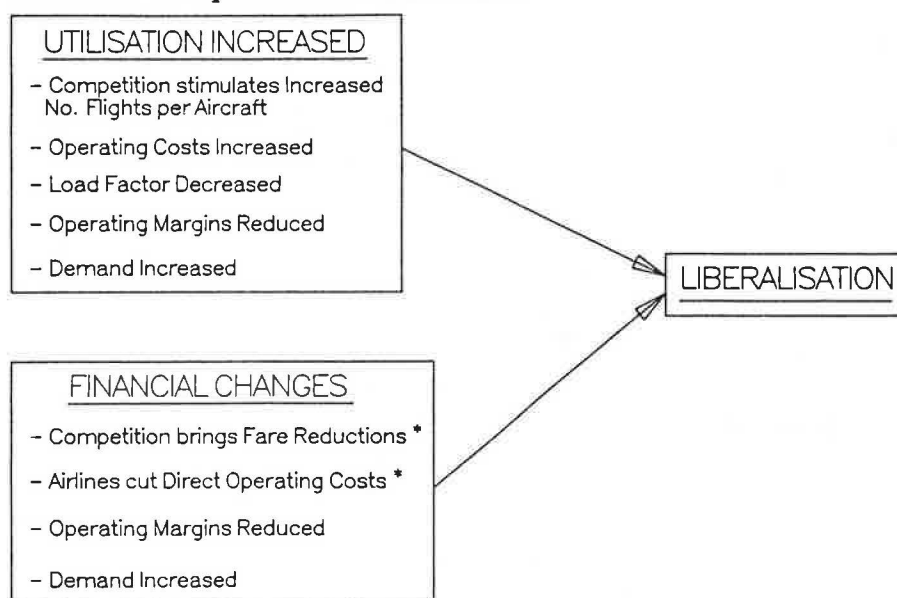 UTILISATION INCREASED
– Competition stimulates Increased
No. Flights per Aircraft
– Operating Costs Increased
– Load Factor Decreased
– Operating Margins Reduced
– Demand Increased
LIBERALISATION
FINANCIAL CHANGES
– Competition brings Fare Reductions *
– Airlines cut Direct Operating Costs *
– Operating Margins Reduced
– Demand Increased